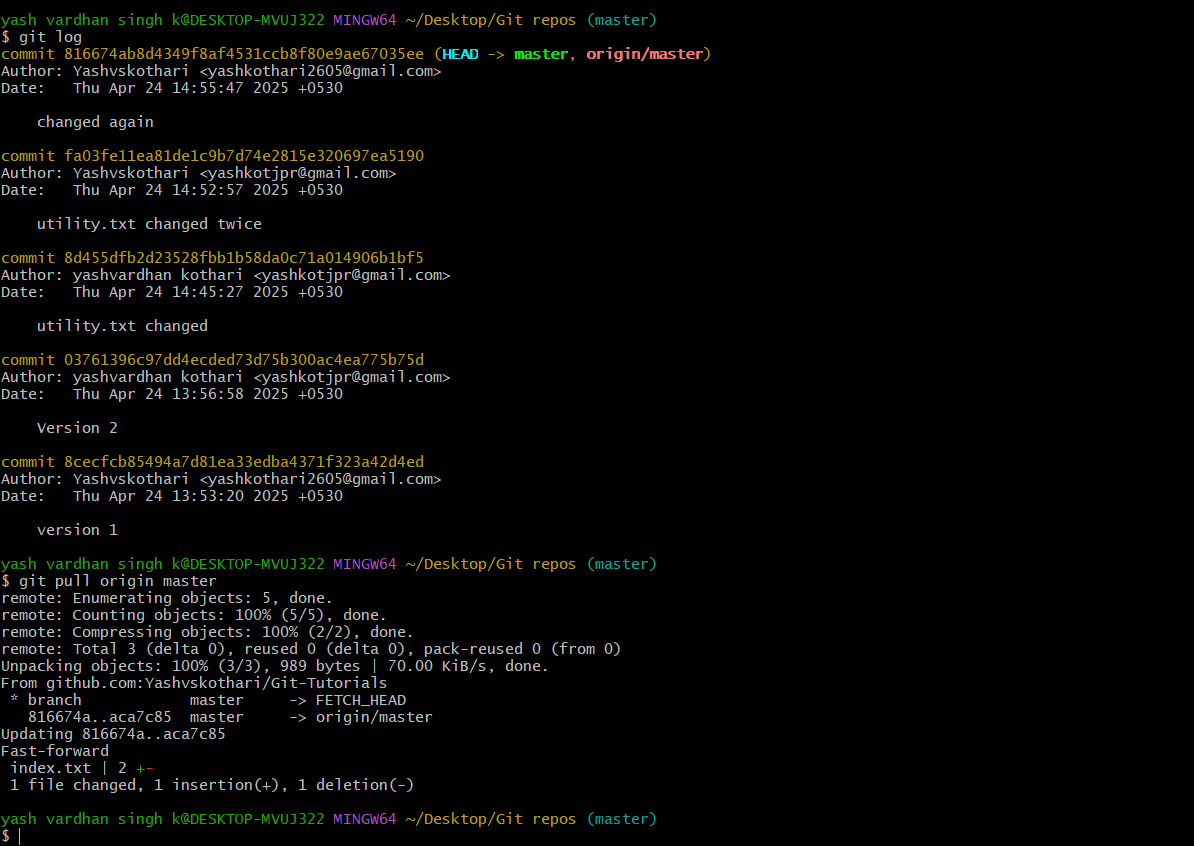 yash vardhan singh k@DESKTOP-MVUJ322 MINGW64 ~/Desktop/Git repos (master)
$ git log
commit 816674ab8d4349f8af4531ccb8f80e9ae67035ee (HEAD -> master, origin/master)
Author: Yashvskothari <yashkothari2605@gmail.com>
Date:   Thu Apr 24 14:55:47 2025 +0530

    changed again

commit fa03fe11ea81de1c9b7d74e2815e320697ea5190
Author: Yashvskothari <yashkotjpr@gmail.com>
Date:   Thu Apr 24 14:52:57 2025 +0530

    utility.txt changed twice

commit 8d455dfb2d23528fbb1b58da0c71a014906b1bf5
Author: yashvardhan kothari <yashkotjpr@gmail.com>
Date:   Thu Apr 24 14:45:27 2025 +0530

    utility.txt changed

commit 03761396c97dd4ecded73d75b300ac4ea775b75d
Author: yashvardhan kothari <yashkotjpr@gmail.com>
Date:   Thu Apr 24 13:56:58 2025 +0530

    Version 2

commit 8cecfcb85494a7d81ea33edba4371f323a42d4ed
Author: Yashvskothari <yashkothari2605@gmail.com>
Date:   Thu Apr 24 13:53:20 2025 +0530

    version 1

yash vardhan singh k@DESKTOP-MVUJ322 MINGW64 ~/Desktop/Git repos (master)
$ git pull origin master
remote: Enumerating objects: 5, done.
remote: Counting objects: 100% (5/5), done.
remote: Compressing objects: 100% (2/2), done.
remote: Total 3 (delta 0), reused 0 (delta 0), pack-reused 0 (from 0)
Unpacking objects: 100% (3/3), 989 bytes | 70.00 KiB/s, done.
From github.com:Yashvskothari/Git-Tutorials
 * branch            master     -> FETCH_HEAD
   816674a..aca7c85  master     -> origin/master
Updating 816674a..aca7c85
Fast-forward
 index.txt | 2 +-
 1 file changed, 1 insertion(+), 1 deletion(-)

yash vardhan singh k@DESKTOP-MVUJ322 MINGW64 ~/Desktop/Git repos (master)
$